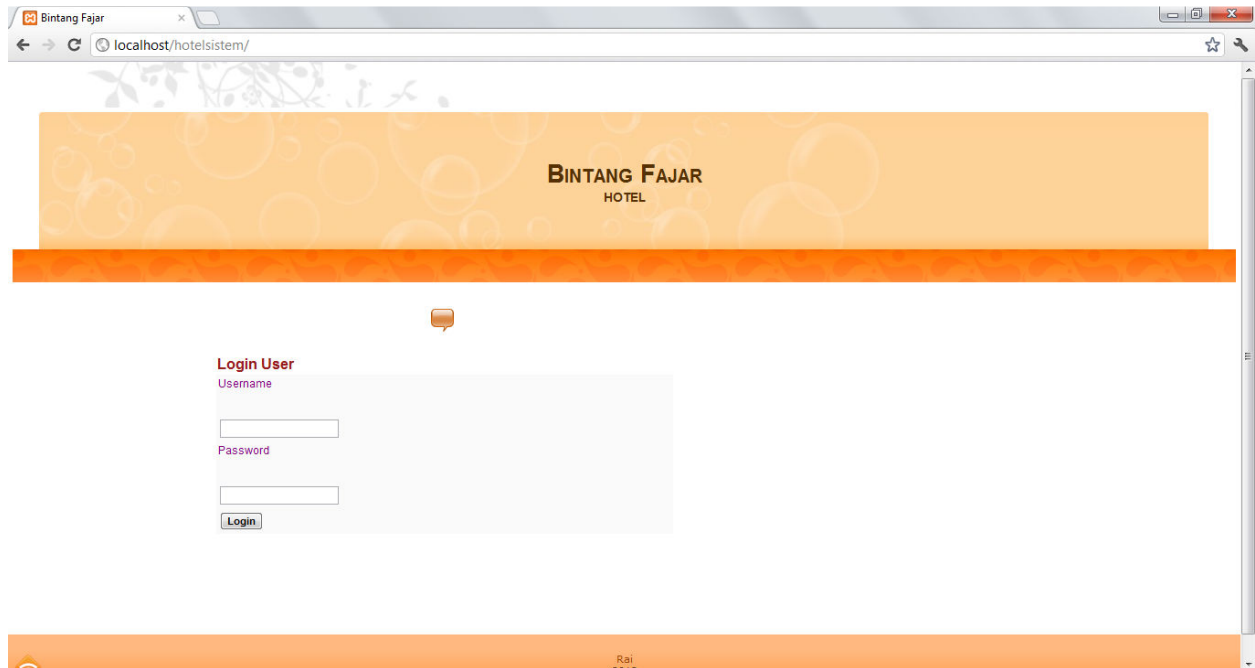 Bintang Fajar
localhost/hotelsistem/
BINTANG FAJAR
HOTEL
Login User
Username
Password
Login
Rai